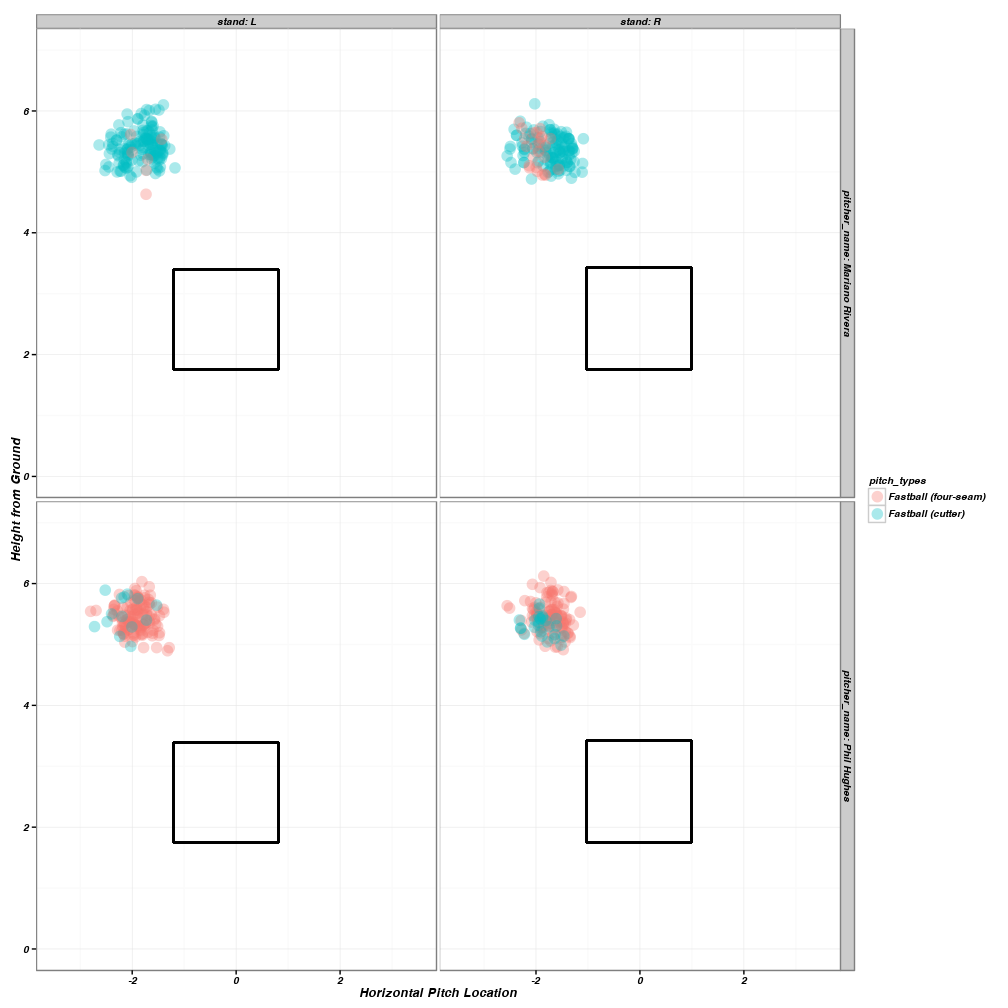 stand: L
stand: R
6
4
2
0
pitcher_name: Mariano Rivera
Height from Ground
pitch_types
Fastball (four-seam)
Fastball (cutter)
6
4
2
0
pitcher_name: Phil Hughes
-2
0
2
-2
0
2
Horizontal Pitch Location